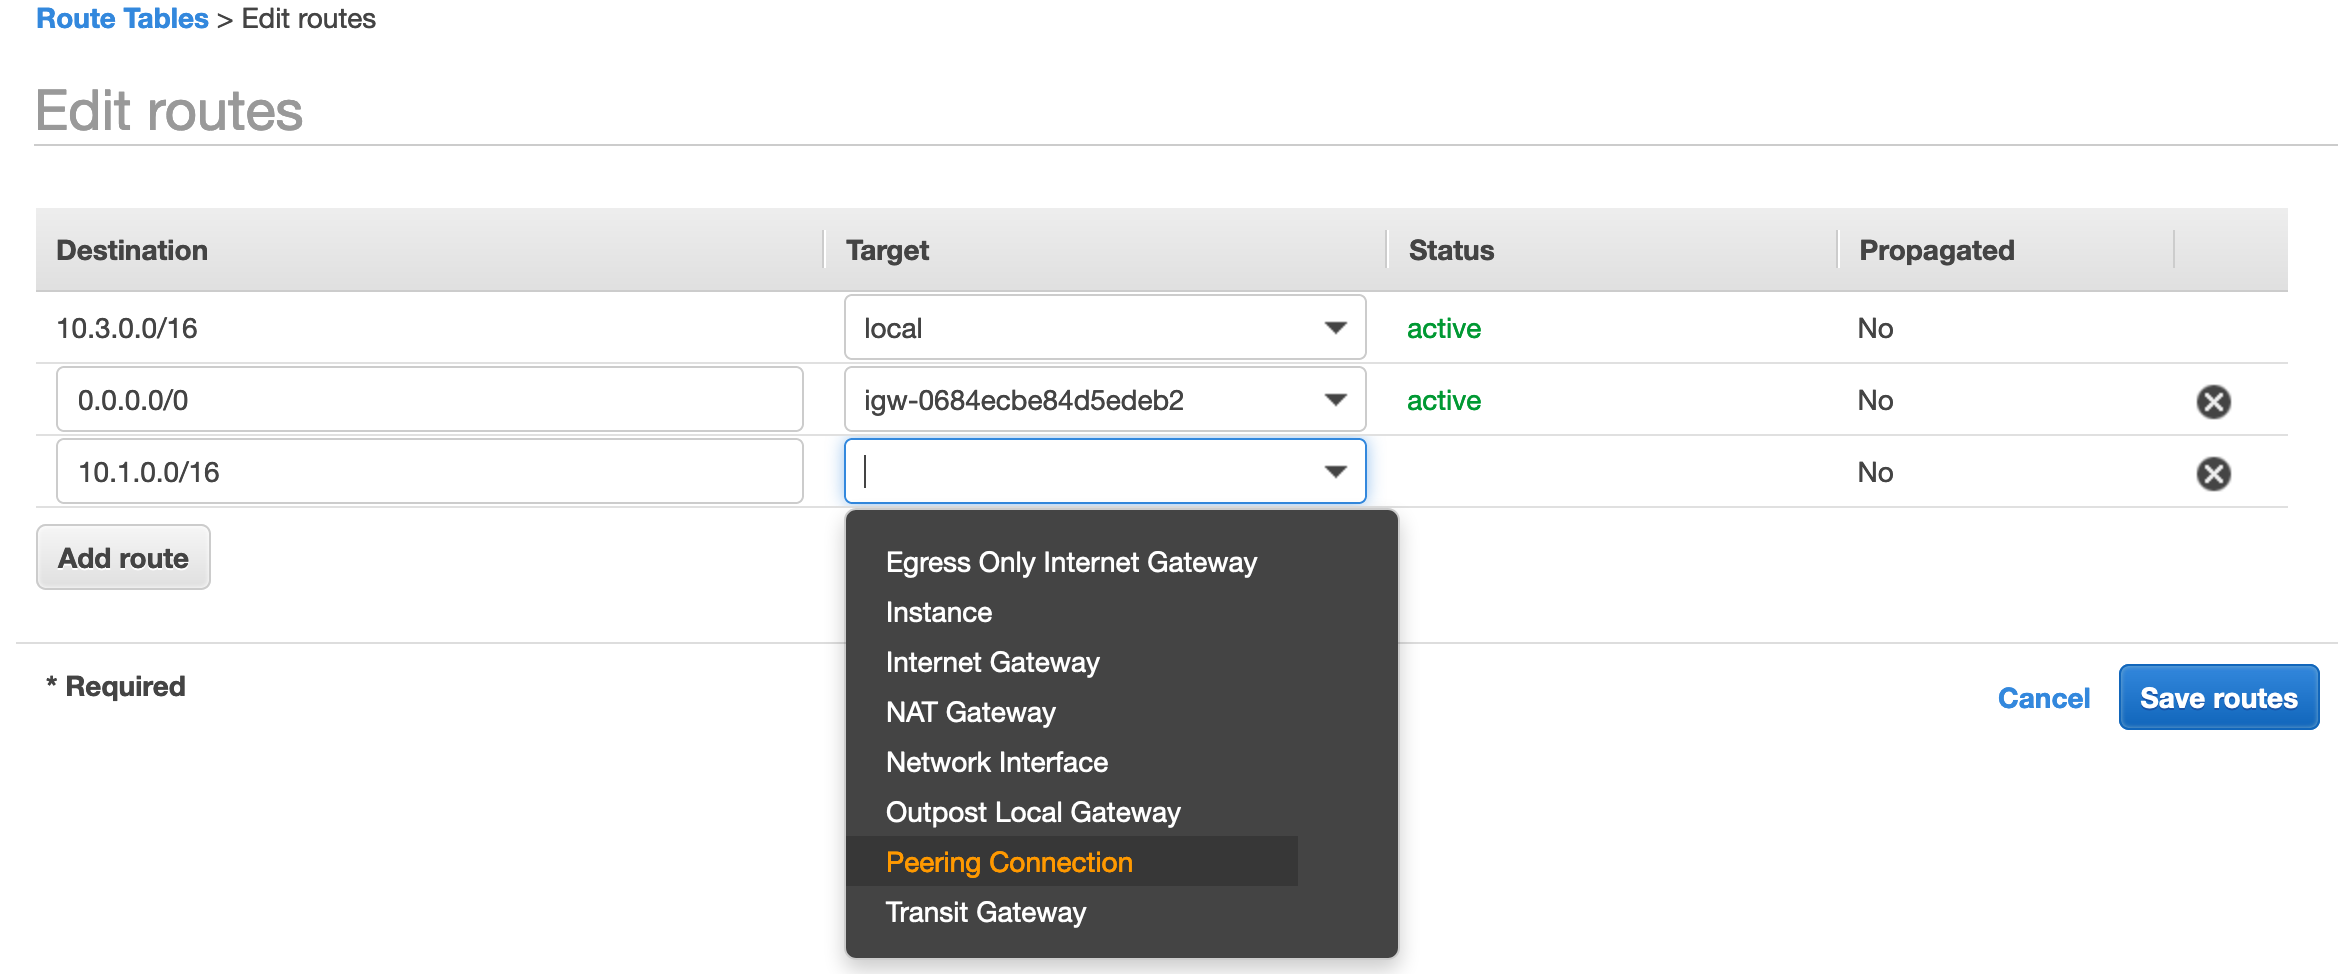 Route Tables > Edit routes
Edit routes
Destination Target Status Propagated
10.3.0.0/16 local active No
0.0.0.0/0 igw-0684ecbe84d5edeb2 active No
10.1.0.0/16 No
Add route
Egress Only Internet Gateway
Instance
Internet Gateway
NAT Gateway
Network Interface
Outpost Local Gateway
Peering Connection
Transit Gateway
* Required
Cancel Save routes